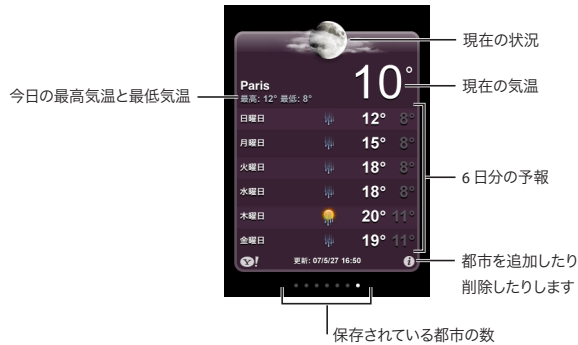 現在の状況
現在の気温
今日の最高気温と最低気温
Paris
最高: 12° 最低: 8°
10°
日曜日 12° 8°
月曜日 15° 8°
火曜日 18° 8°
水曜日 18° 8°
木曜日 20° 11°
金曜日 19° 11°
6 日分の予報
Y! 更新: 07/5/27 16:50 i
都市を追加したり
削除したりします
保存されている都市の数